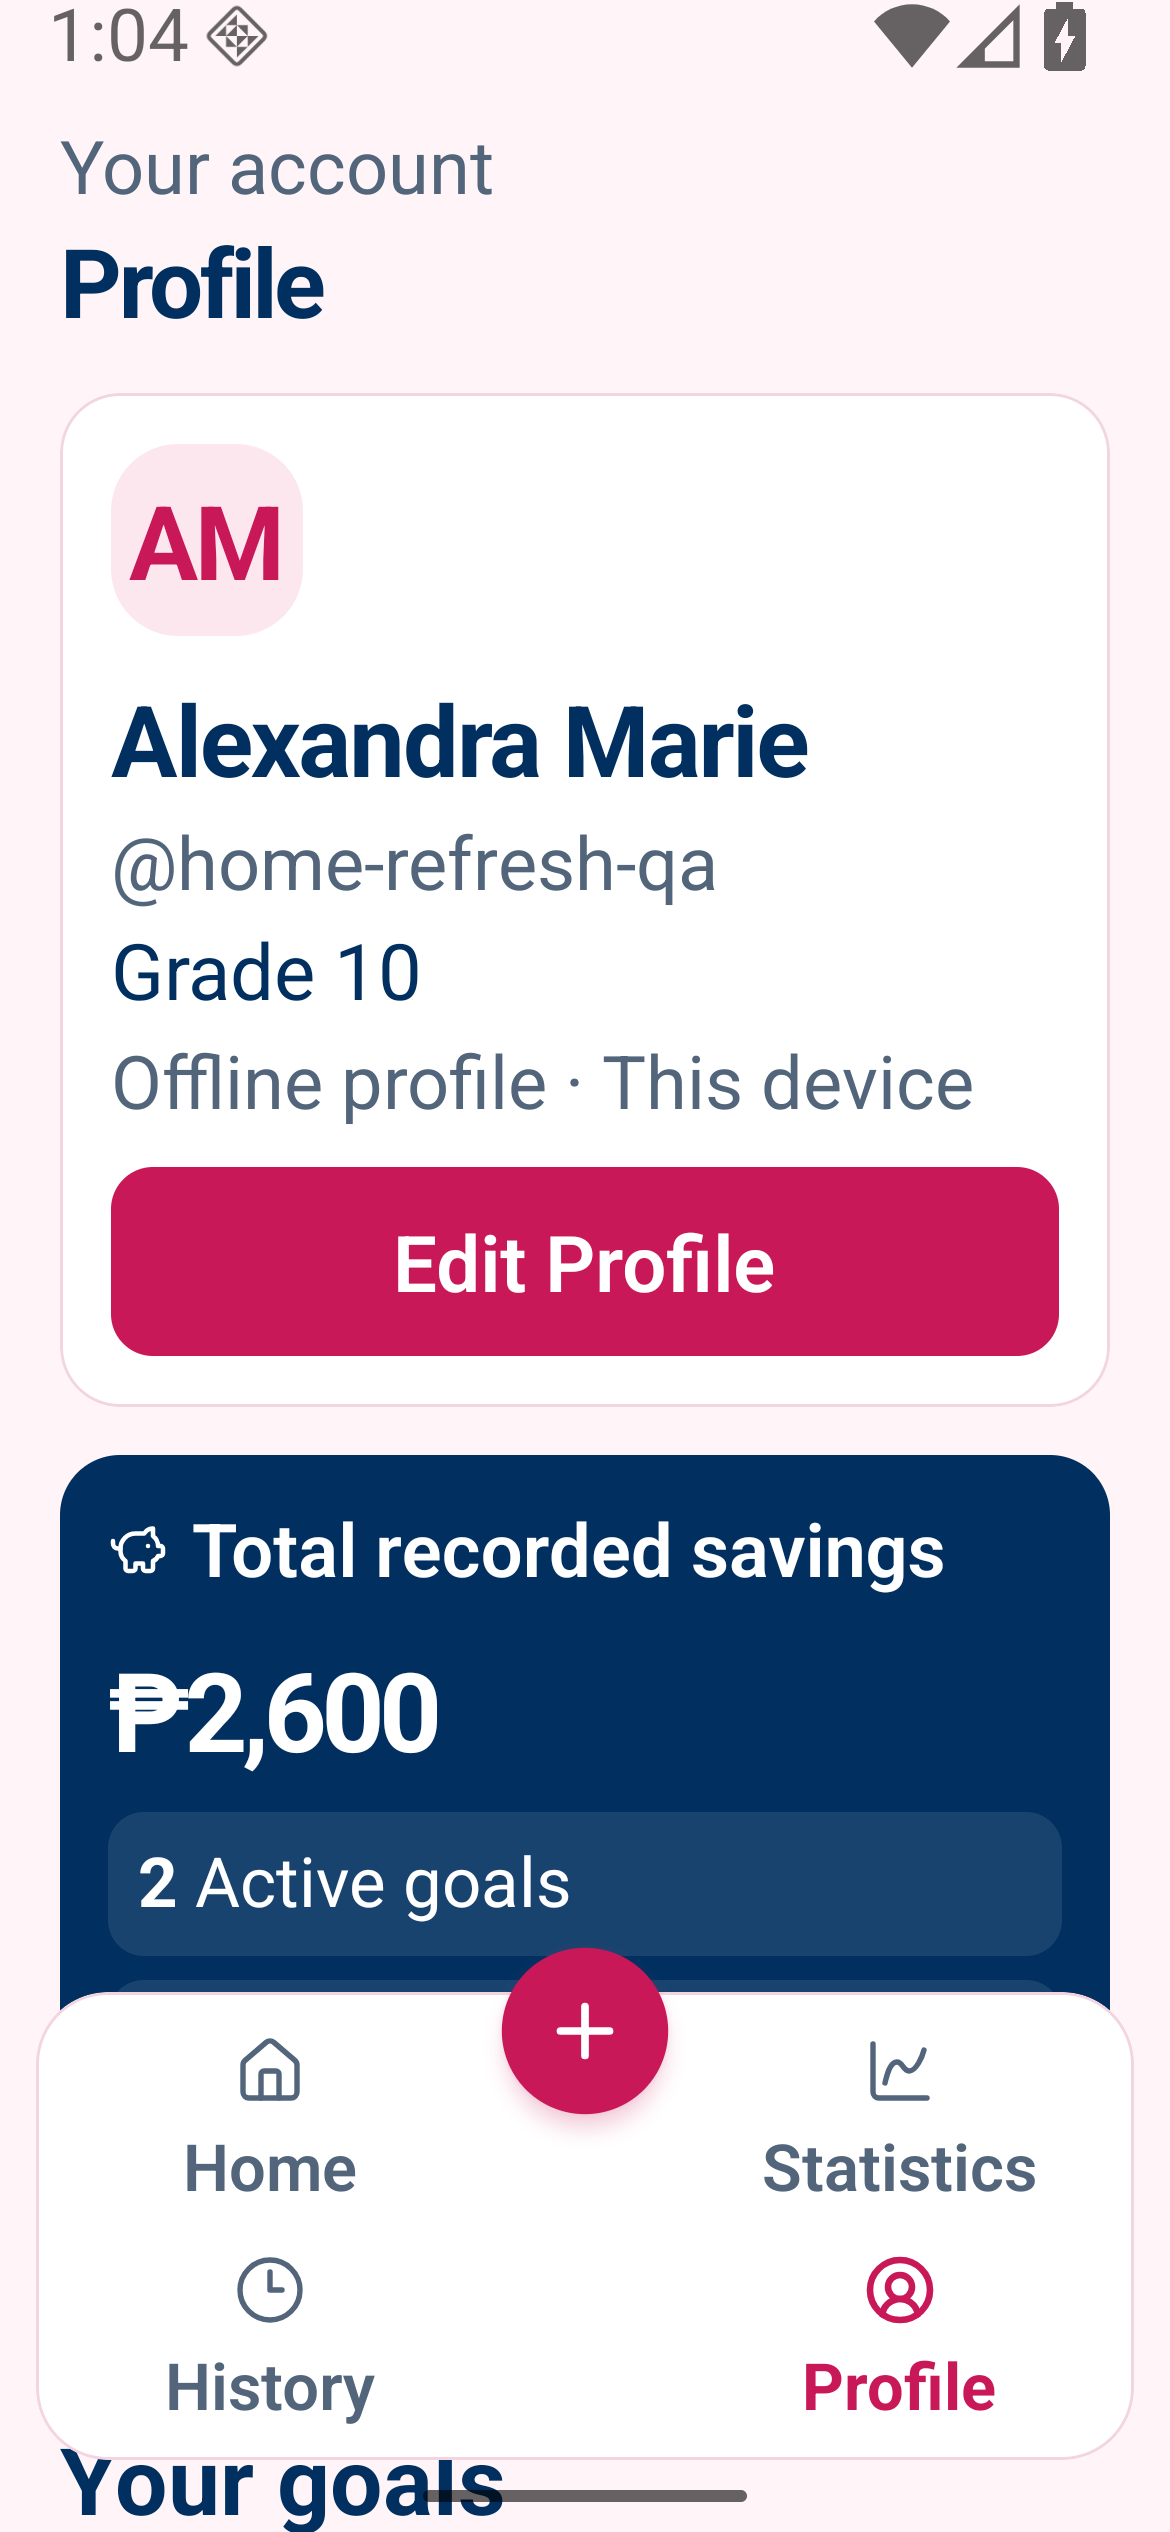 1:04
Your account
Profile
AM
Alexandra Marie
@home-refresh-qa
Grade 10
Offline profile · This device
Edit Profile
Total recorded savings
₱2,600
2 Active goals
Home
Statistics
History
Profile
Your goals